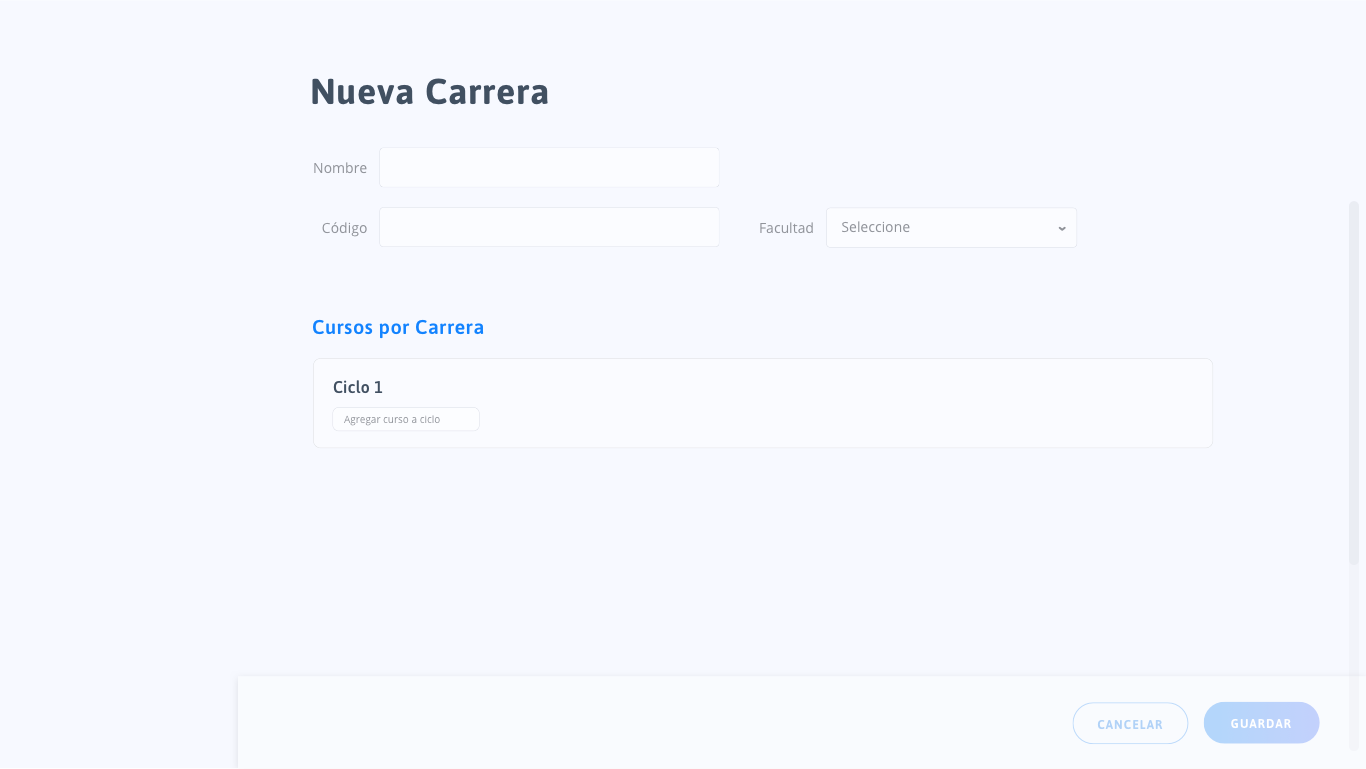 Nueva Carrera
Nombre
Código
Facultad
Seleccione
Cursos por Carrera
Ciclo 1
Agregar curso a ciclo
CANCELAR
GUARDAR